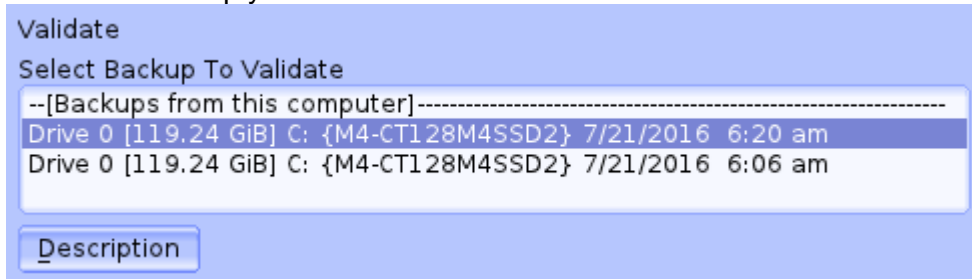 Validate
Select Backup To Validate
--[Backups from this computer]------------------------------------------------------------------
Drive 0 [119.24 GiB] C: {M4-CT128M4SSD2} 7/21/2016  6:20 am
Drive 0 [119.24 GiB] C: {M4-CT128M4SSD2} 7/21/2016  6:06 am
Description